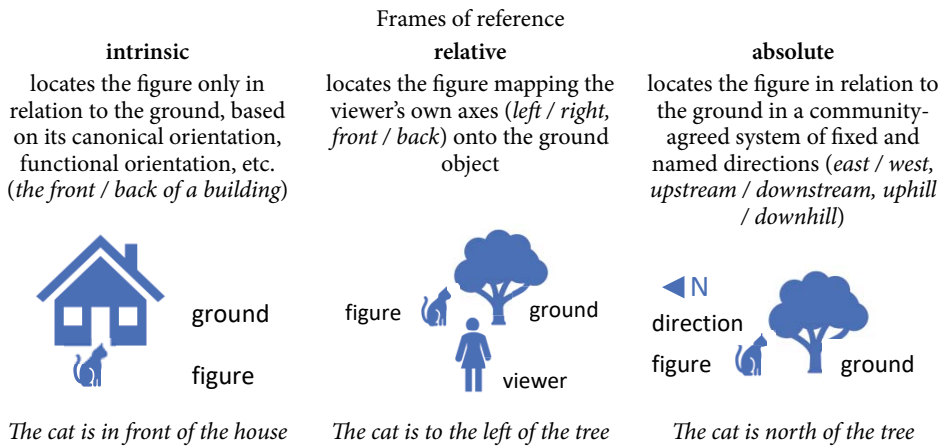 Frames of reference
intrinsic
locates the figure only in
relation to the ground, based
on its canonical orientation,
functional orientation, etc.
(the front / back of a building)
ground
figure
The cat is in front of the house
relative
locates the figure mapping the
viewer's own axes (left / right,
front / back) onto the ground
object
figure
ground
viewer
The cat is to the left of the tree
absolute
locates the figure in relation to
the ground in a community-
agreed system of fixed and
named directions (east / west,
upstream / downstream, uphill
/ downhill)
N
direction
figure
ground
The cat is north of the tree